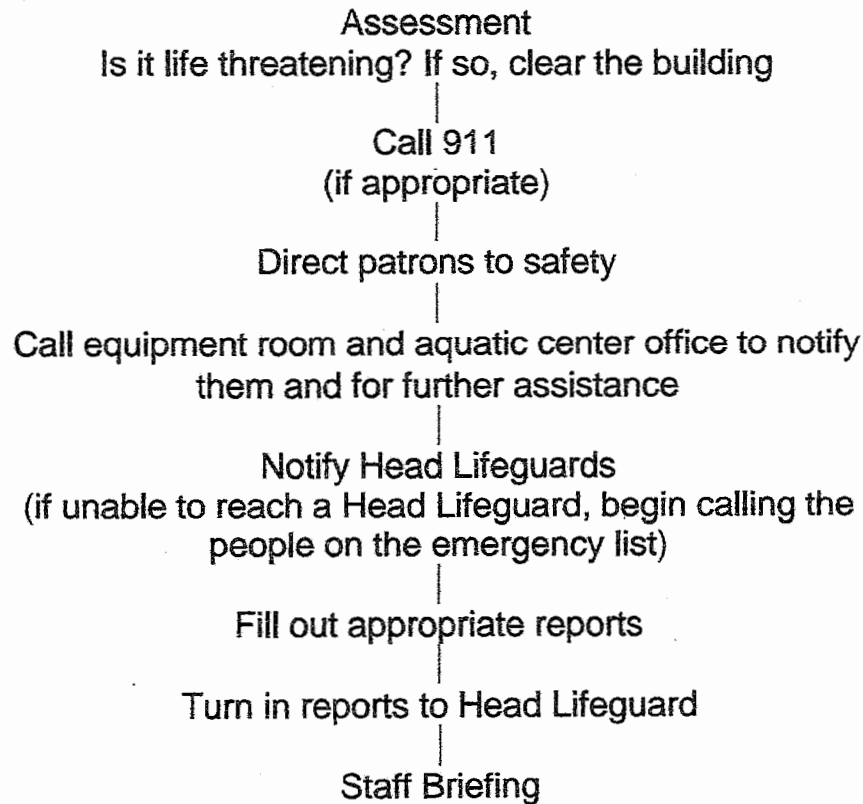 Assessment
Is it life threatening? If so, clear the building
Call 911
(if appropriate)
Direct patrons to safety
Call equipment room and aquatic center office to notify
them and for further assistance
Notify Head Lifeguards
(if unable to reach a Head Lifeguard, begin calling the
people on the emergency list)
Fill out appropriate reports
Turn in reports to Head Lifeguard
Staff Briefing